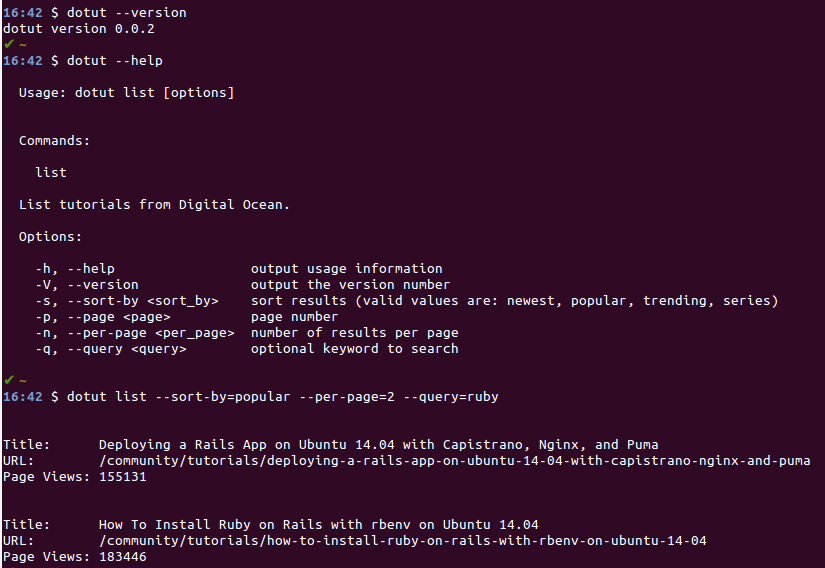 16:42 $ dotut --version
dotut version 0.0.2
✔ ~
16:42 $ dotut --help
Usage: dotut list [options]
Commands:
list
List tutorials from Digital Ocean.
Options:
-h, --help output usage information
-V, --version output the version number
-s, --sort-by <sort_by> sort results (valid values are: newest, popular, trending, series)
-p, --page <page> page number
-n, --per-page <per_page> number of results per page
-q, --query <query> optional keyword to search
✔ ~
16:42 $ dotut list --sort-by=popular --per-page=2 --query=ruby
Title: Deploying a Rails App on Ubuntu 14.04 with Capistrano, Nginx, and Puma
URL: /community/tutorials/deploying-a-rails-app-on-ubuntu-14-04-with-capistrano-nginx-and-puma
Page Views: 155131
Title: How To Install Ruby on Rails with rbenv on Ubuntu 14.04
URL: /community/tutorials/how-to-install-ruby-on-rails-with-rbenv-on-ubuntu-14-04
Page Views: 183446